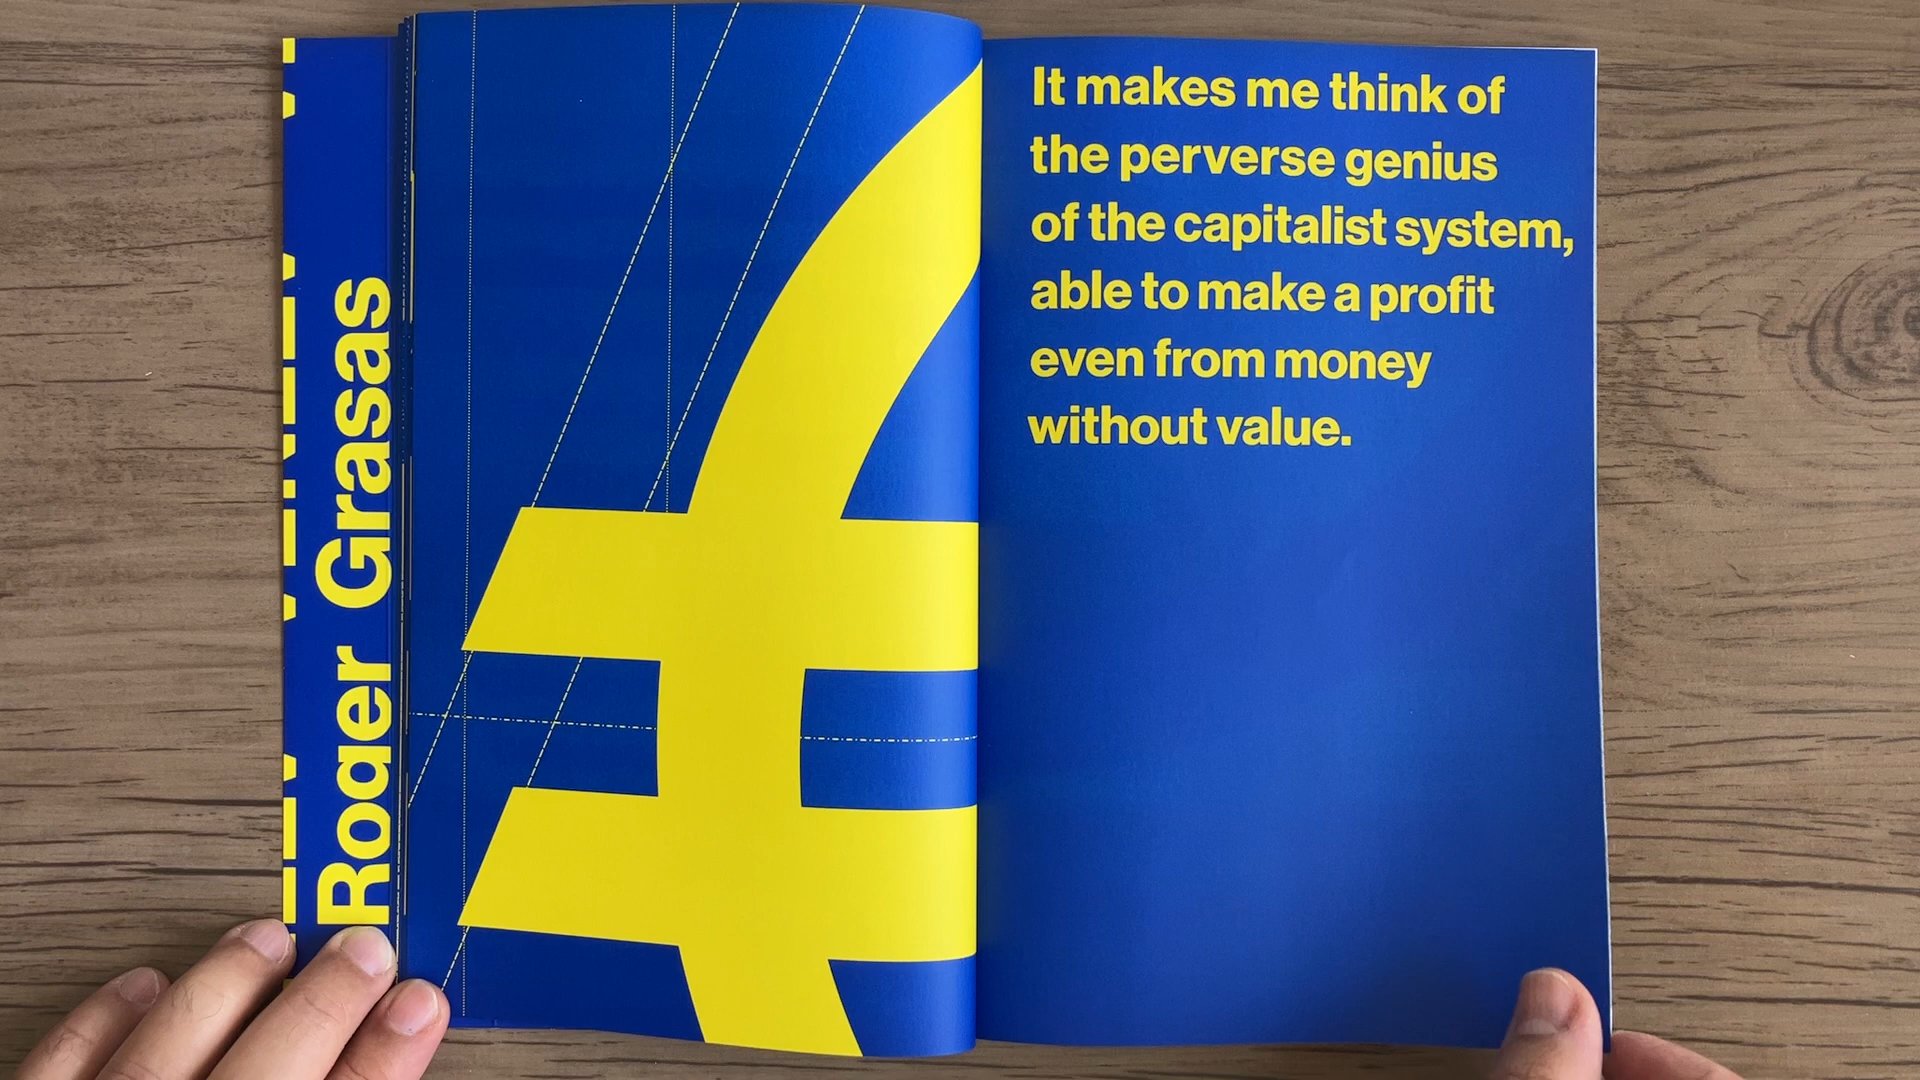 Roger Grasas
It makes me think of
the perverse genius
of the capitalist system,
able to make a profit
even from money
without value.